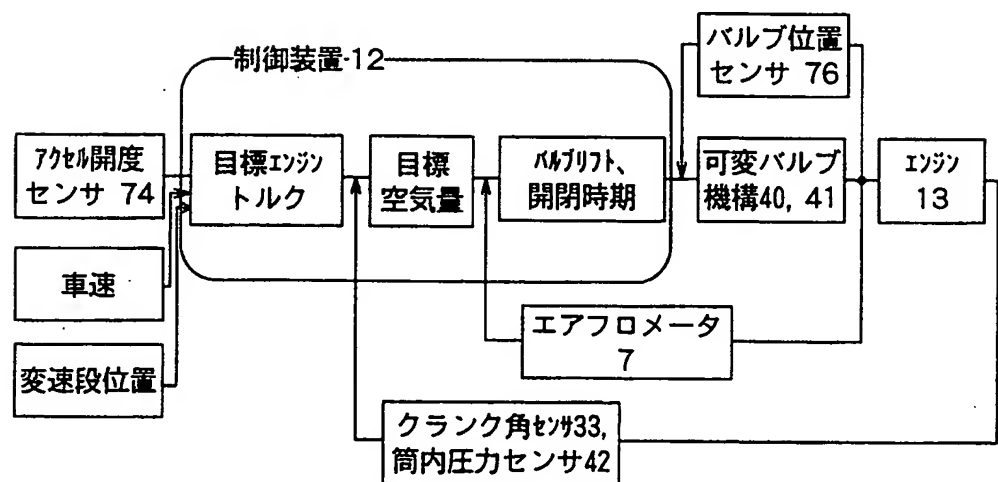 制御装置-12
バルブ位置
センサ 76
アクセル開度
センサ 74
目標エンジン
トルク
目標
空気量
バルブリフト、
開閉時期
可変バルブ
機構40, 41
エンジン
13
車速
変速段位置
エアフロメータ
7
クランク角センサ33,
筒内圧力センサ42